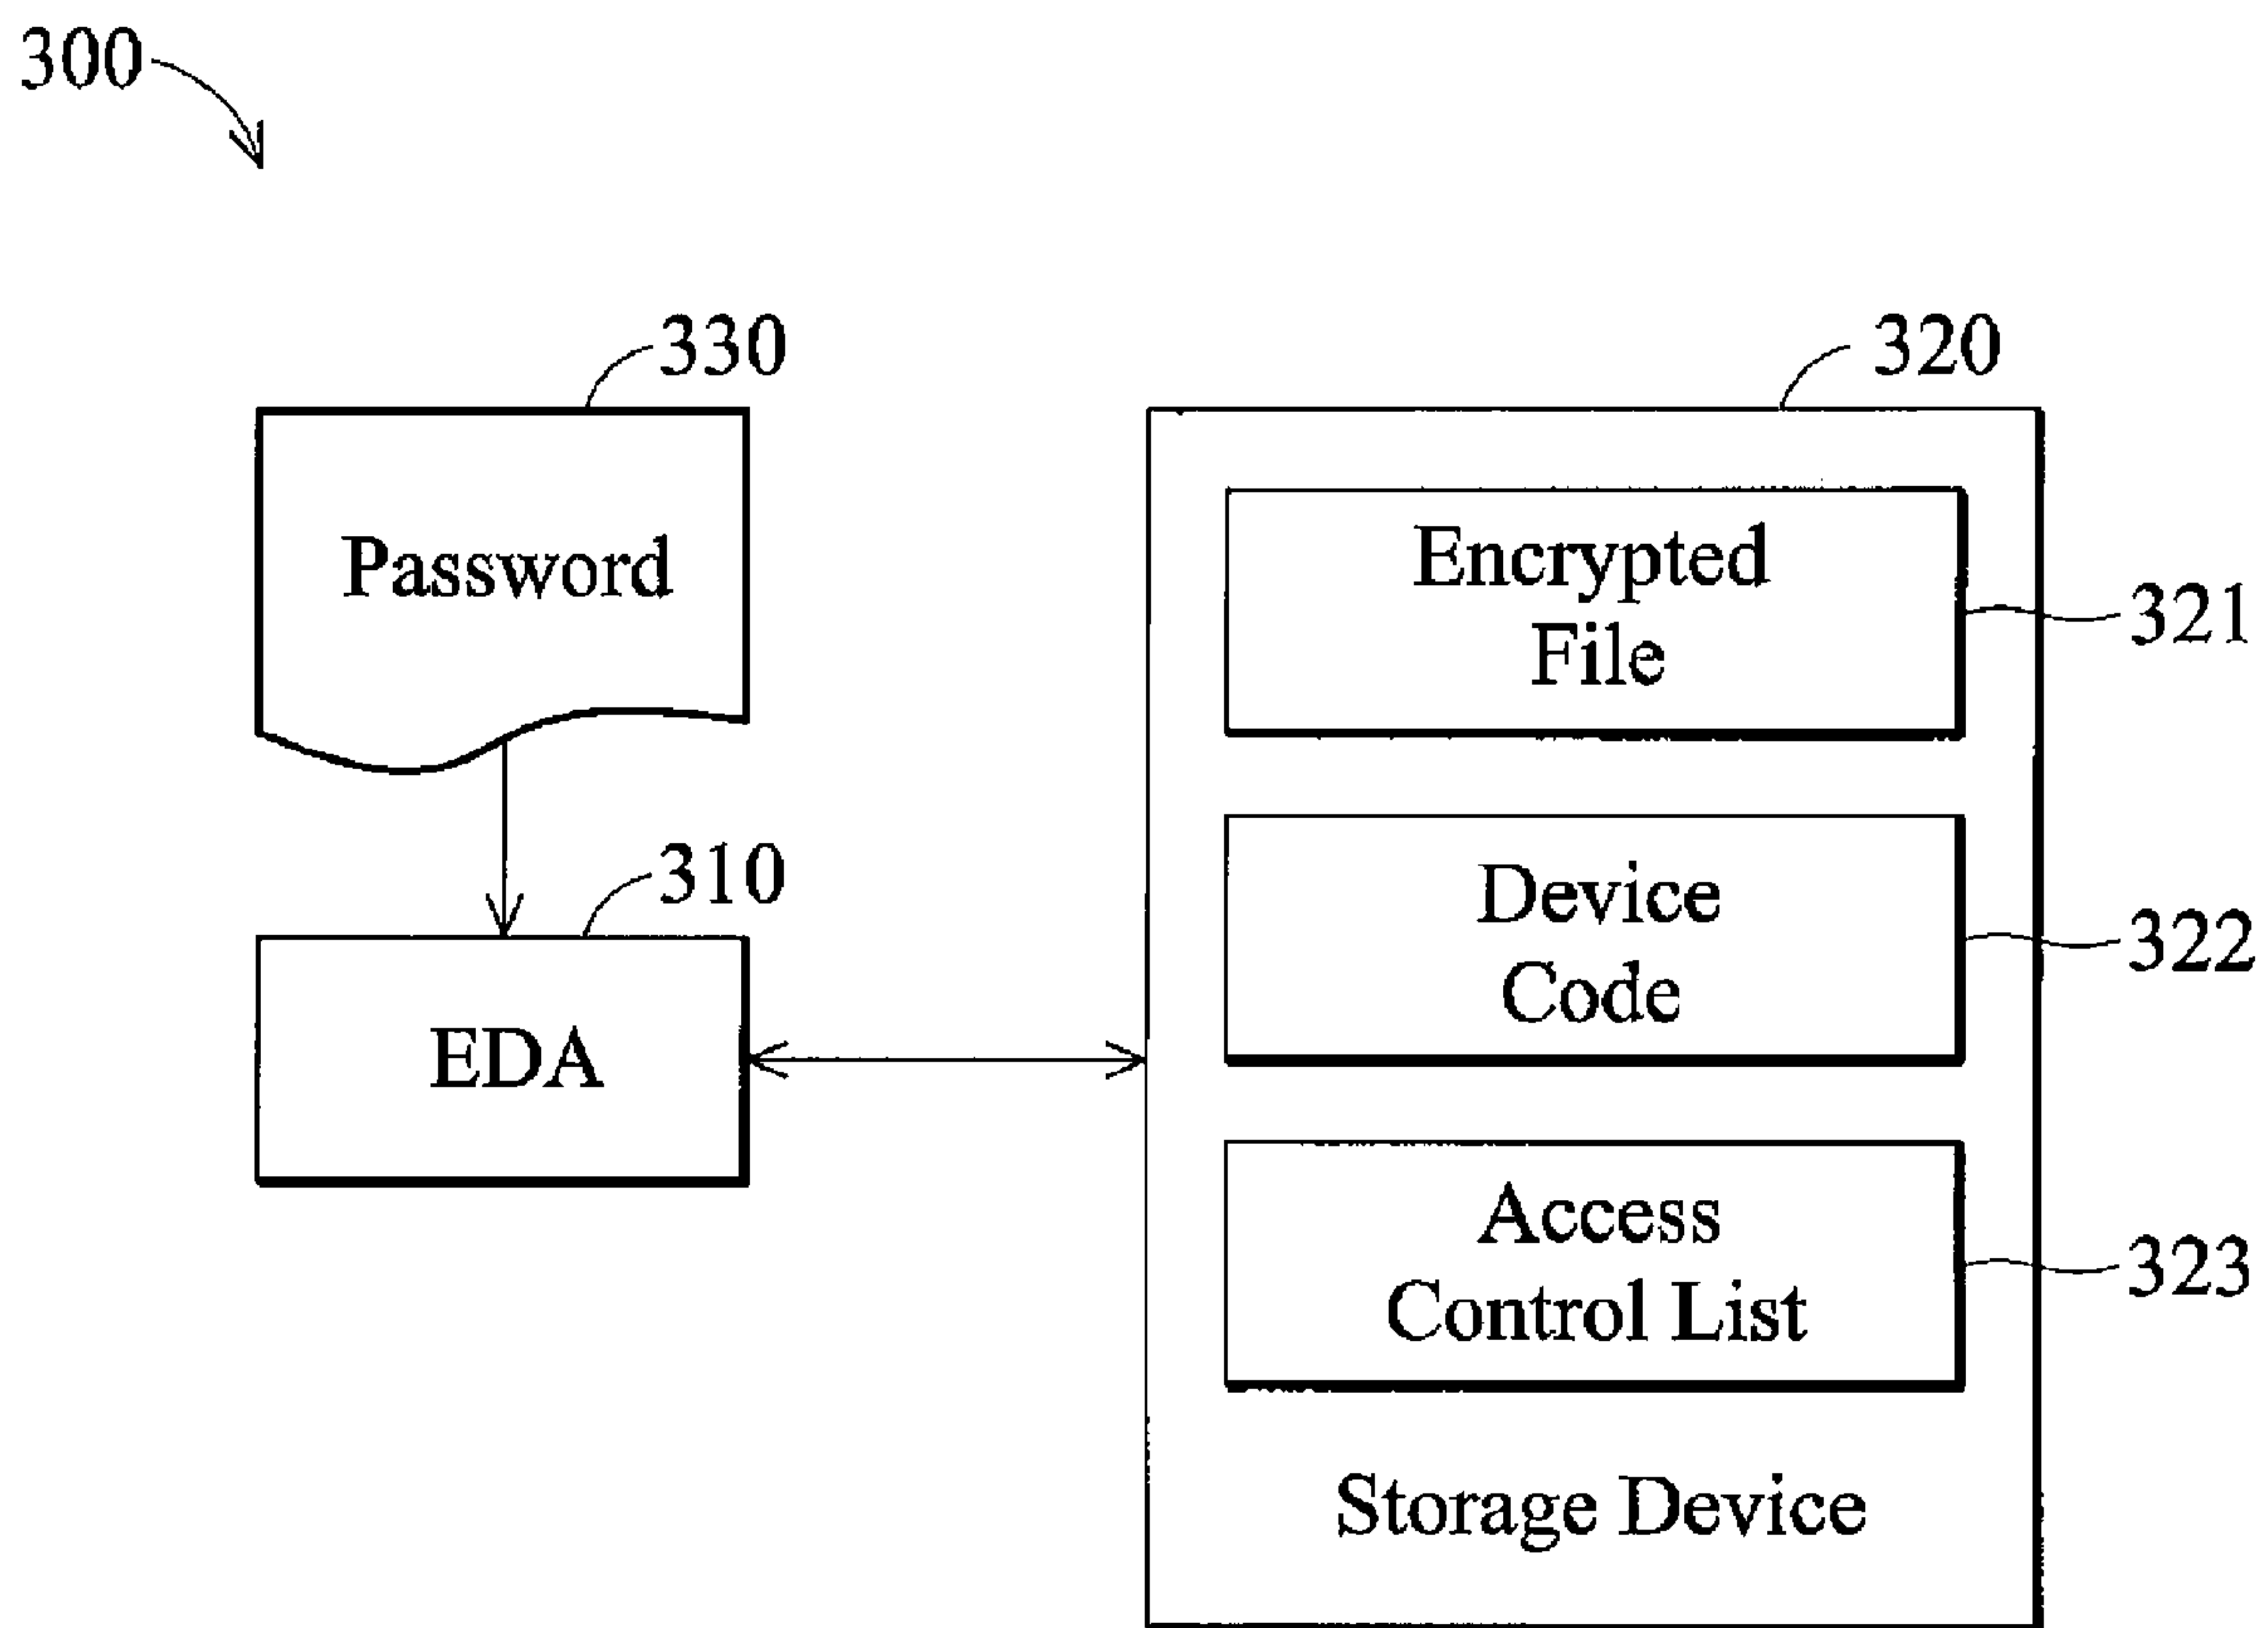 300
330
320
Password
Encrypted
File
321
310
Device
Code
322
EDA
Access
Control List
323
Storage Device